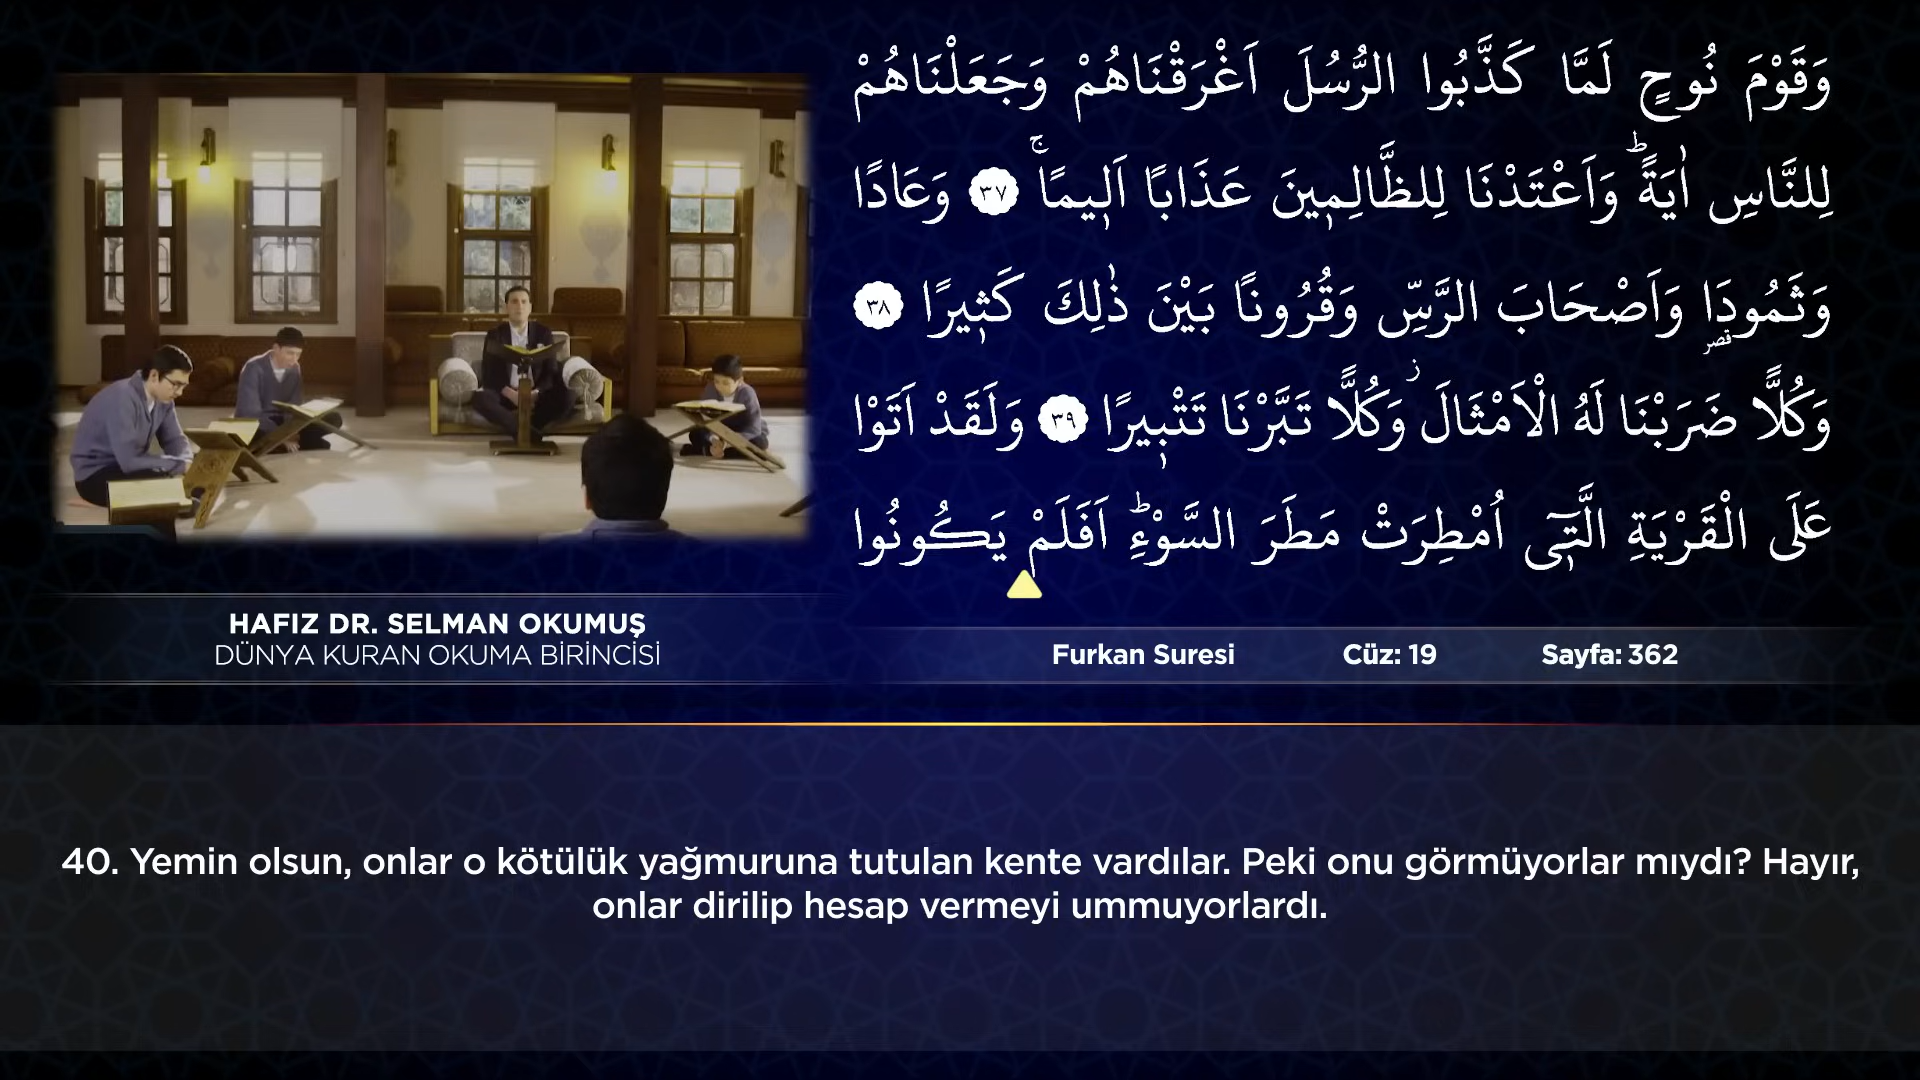 وَقَوْمَ نُوحٍ لَمَّا كَذَّبُوا الرُّسُلَ اَغْرَقْنَاهُمْ وَجَعَلْنَاهُمْ
لِلنَّاسِ اٰيَةًۜ وَاَعْتَدْنَا لِلظَّالِم۪ينَ عَذَابًا اَل۪يمًاۚ ﴿٣٧﴾ وَعَادًا
وَثَمُودَا۬ وَاَصْحَابَ الرَّسِّ وَقُرُونًا بَيْنَ ذٰلِكَ كَث۪يرًا ﴿٣٨﴾
وَكُلًّا ضَرَبْنَا لَهُ الْاَمْثَالَۘ وَكُلًّا تَبَّرْنَا تَتْب۪يرًا ﴿٣٩﴾ وَلَقَدْ اَتَوْا
عَلَى الْقَرْيَةِ الَّت۪ٓى اُمْطِرَتْ مَطَرَ السَّوْءِۜ اَفَلَمْ يَكُونُوا
HAFIZ DR. SELMAN OKUMUŞ
DÜNYA KURAN OKUMA BİRİNCİSİ
Furkan Suresi Cüz: 19 Sayfa: 362
40. Yemin olsun, onlar o kötülük yağmuruna tutulan kente vardılar. Peki onu görmüyorlar mıydı? Hayır,
onlar dirilip hesap vermeyi ummuyorlardı.